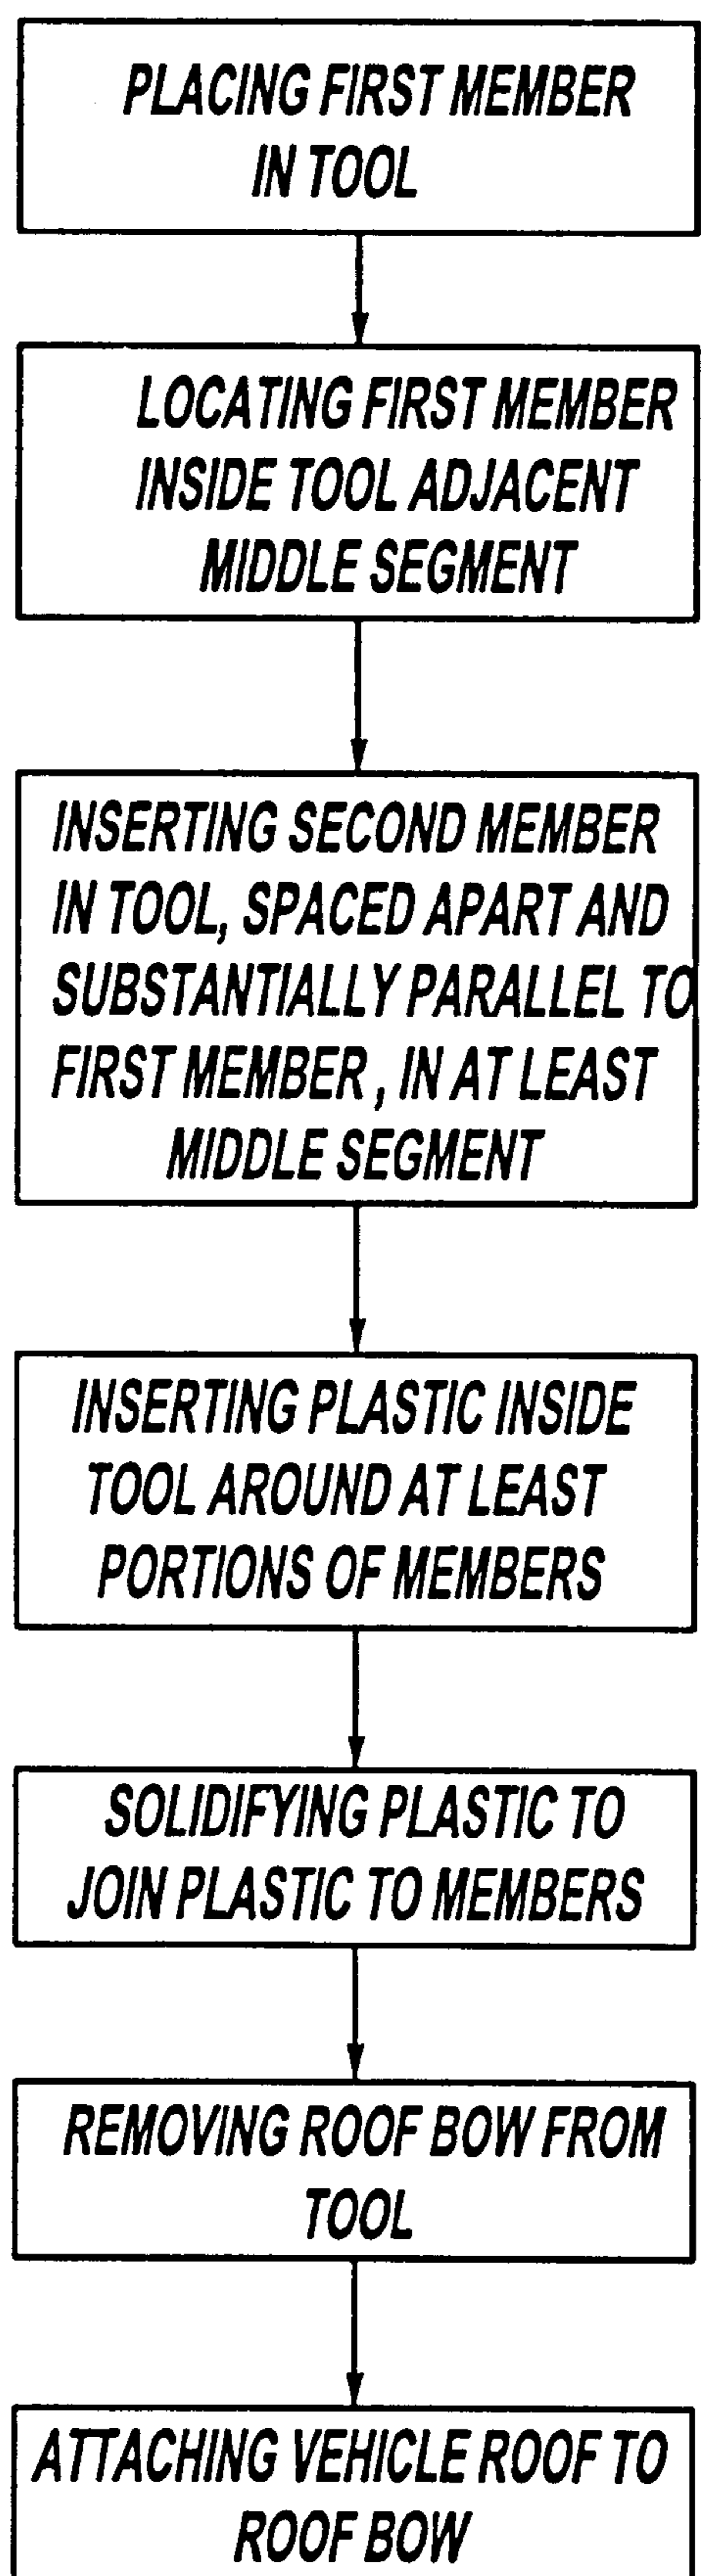 PLACING FIRST MEMBER
IN TOOL
LOCATING FIRST MEMBER
INSIDE TOOL ADJACENT
MIDDLE SEGMENT
INSERTING SECOND MEMBER
IN TOOL, SPACED APART AND
SUBSTANTIALLY PARALLEL TO
FIRST MEMBER, IN AT LEAST
MIDDLE SEGMENT
INSERTING PLASTIC INSIDE
TOOL AROUND AT LEAST
PORTIONS OF MEMBERS
SOLIDIFYING PLASTIC TO
JOIN PLASTIC TO MEMBERS
REMOVING ROOF BOW FROM
TOOL
ATTACHING VEHICLE ROOF TO
ROOF BOW